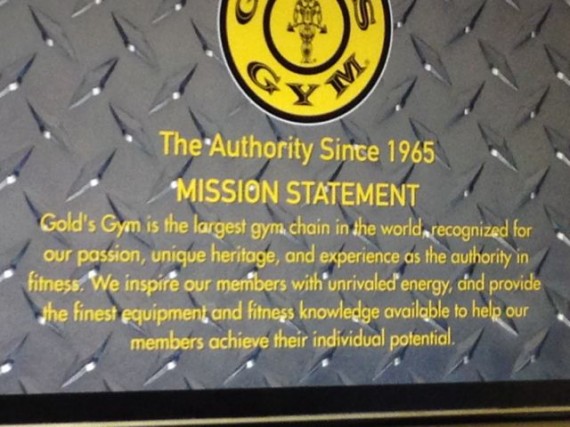 GYM
The Authority Since 1965
MISSION STATEMENT
Gold's Gym is the largest gym chain in the world, recognized for
our passion, unique heritage, and experience as the authority in
fitness. We inspire our members with unrivaled energy, and provide
the finest equipment and fitness knowledge available to help our
members achieve their individual potential.